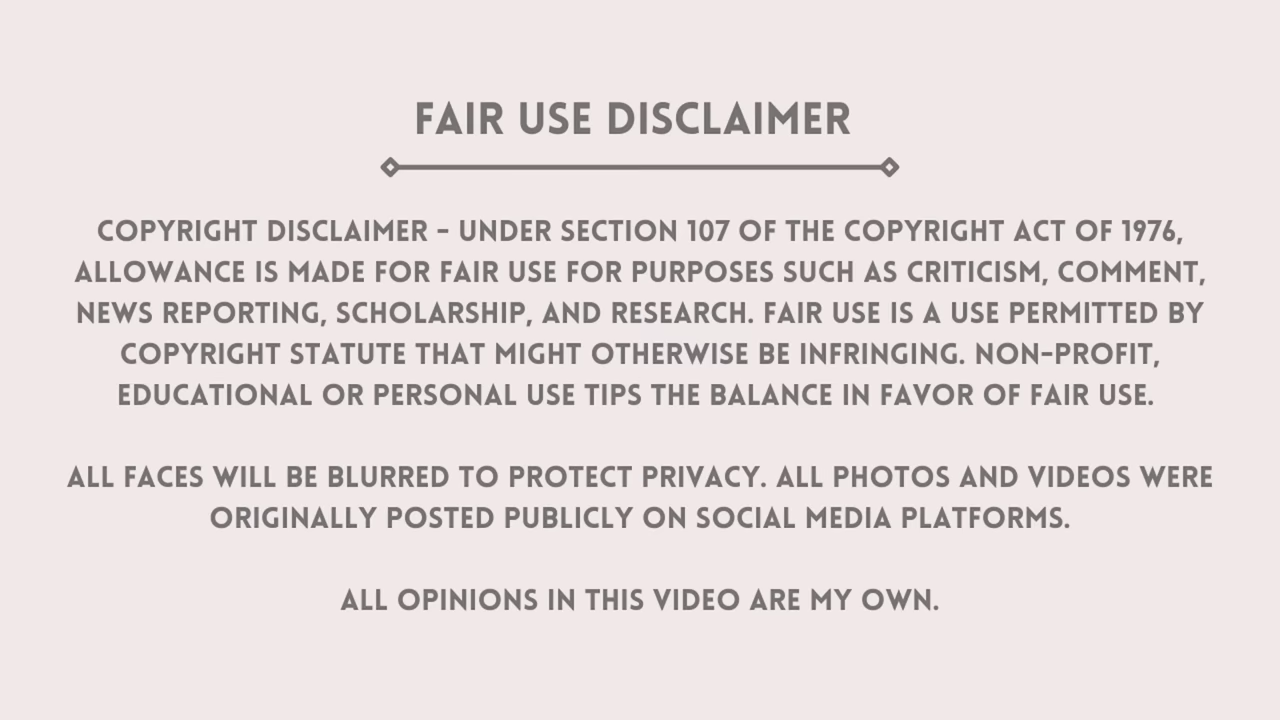 FAIR USE DISCLAIMER
COPYRIGHT DISCLAIMER - UNDER SECTION 107 OF THE COPYRIGHT ACT OF 1976,
ALLOWANCE IS MADE FOR FAIR USE FOR PURPOSES SUCH AS CRITICISM, COMMENT,
NEWS REPORTING, SCHOLARSHIP, AND RESEARCH. FAIR USE IS A USE PERMITTED BY
COPYRIGHT STATUTE THAT MIGHT OTHERWISE BE INFRINGING. NON-PROFIT,
EDUCATIONAL OR PERSONAL USE TIPS THE BALANCE IN FAVOR OF FAIR USE.
ALL FACES WILL BE BLURRED TO PROTECT PRIVACY. ALL PHOTOS AND VIDEOS WERE
ORIGINALLY POSTED PUBLICLY ON SOCIAL MEDIA PLATFORMS.
ALL OPINIONS IN THIS VIDEO ARE MY OWN.